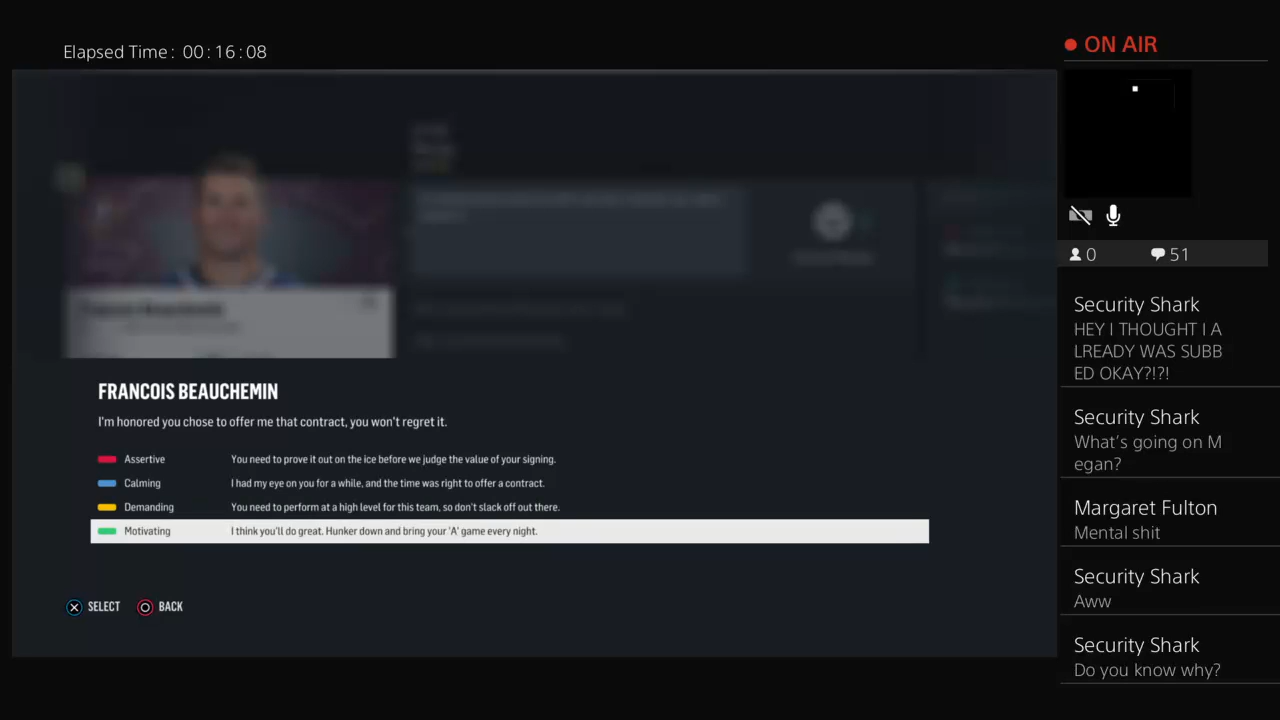 Elapsed Time: 00:16:08
ON AIR
0
51
Security Shark
HEY I THOUGHT I A
LREADY WAS SUBB
ED OKAY?!?!
Security Shark
What's going on M
egan?
Margaret Fulton
Mental shit
Security Shark
Aww
Security Shark
Do you know why?
FRANCOIS BEAUCHEMIN
I'm honored you chose to offer me that contract, you won't regret it.
Assertive You need to prove it out on the ice before we judge the value of your signing.
Calming I had my eye on you for a while, and the time was right to offer a contract.
Demanding You need to perform at a high level for this team, so don't slack off out there.
Motivating I think you'll do great. Hunker down and bring your 'A' game every night.
SELECT BACK